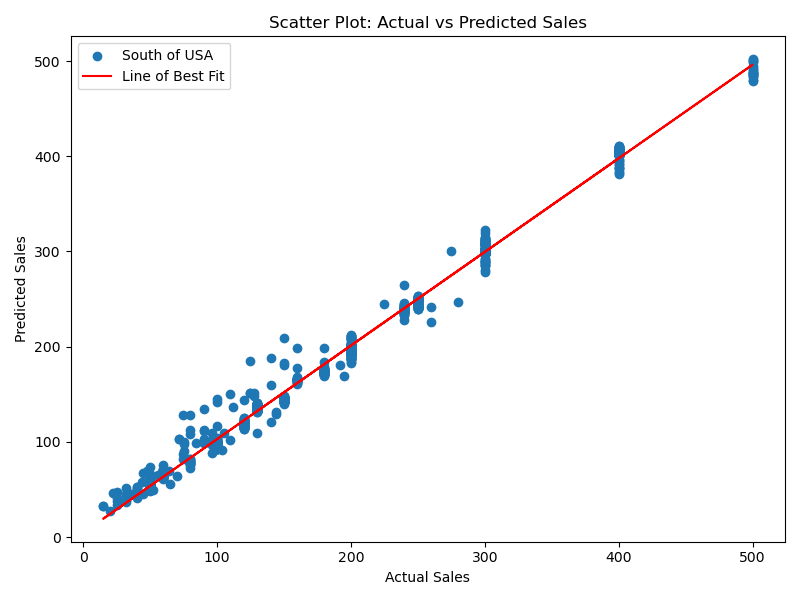 Scatter Plot: Actual vs Predicted Sales
South of USA
Line of Best Fit
500
400
300
200
100
0
Predicted Sales
0 100 200 300 400 500
Actual Sales